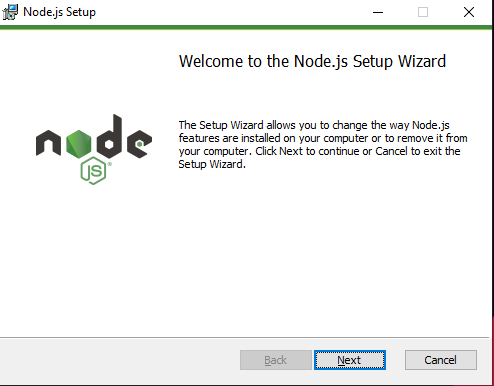 Node.js Setup
Welcome to the Node.js Setup Wizard
node
JS®
The Setup Wizard allows you to change the way Node.js
features are installed on your computer or to remove it from
your computer. Click Next to continue or Cancel to exit the
Setup Wizard.
Back Next Cancel